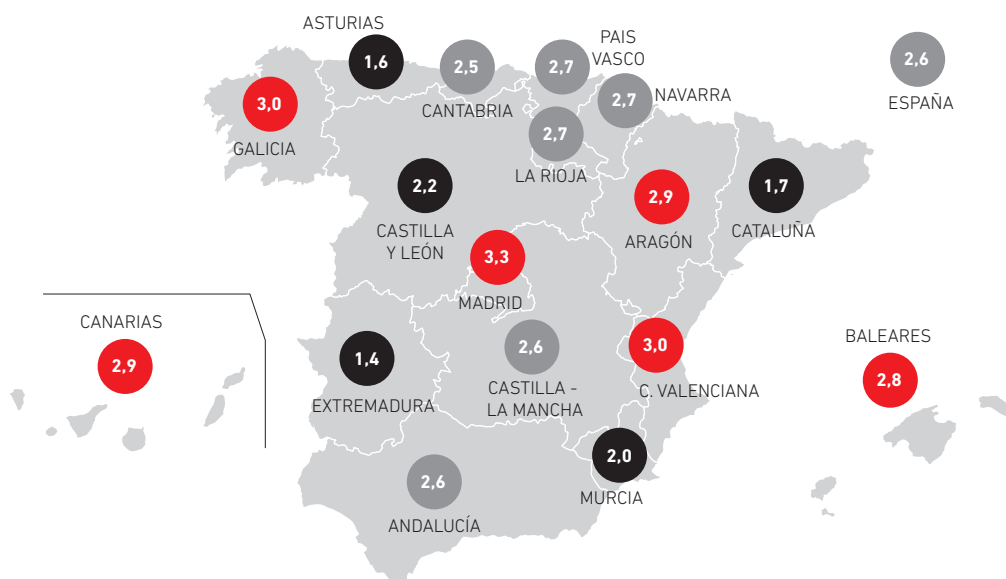 ASTURIAS
1,6
2,5
CANTABRIA
PAIS
VASCO
2,7
2,7
NAVARRA
2,6
ESPAÑA
3,0
GALICIA
2,7
LA RIOJA
2,2
CASTILLA
Y LEÓN
2,9
ARAGÓN
1,7
CATALUÑA
3,3
MADRID
CANARIAS
2,9
1,4
EXTREMADURA
2,6
CASTILLA -
LA MANCHA
3,0
C. VALENCIANA
BALEARES
2,8
2,0
MURCIA
2,6
ANDALUCÍA